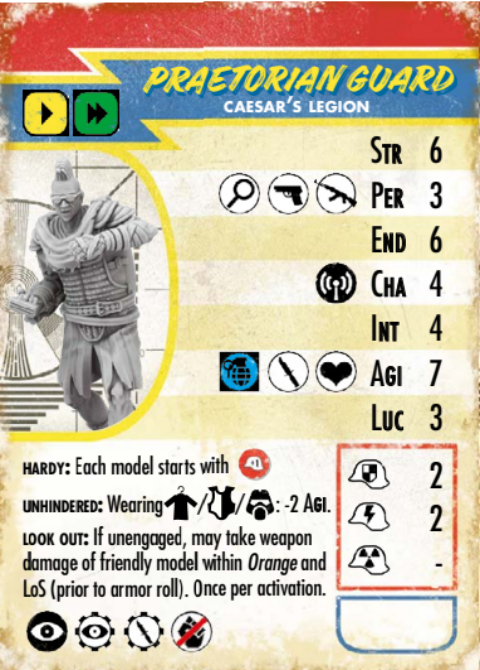 PRAETORIAN GUARD
CAESAR'S LEGION
STR 6
PER 3
END 6
CHA 4
INT 4
AGI 7
LUC 3
HARDY: Each model starts with
UNHINDERED: Wearing / / : -2 AGI.
LOOK OUT: If unengaged, may take weapon
damage of friendly model within Orange and
LoS (prior to armor roll). Once per activation.
2
2
-